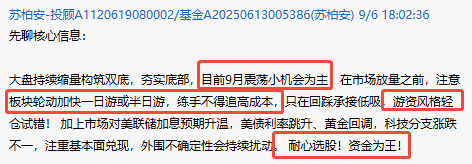 苏柏安-投顾A1120619080002/基金A20250613005386(苏柏安) 9/6 18:02:36
先聊核心信息：
大盘持续缩量构筑双底，夯实底部，目前9月震荡小机会为主。在市场放量之前，注意
板块轮动加快一日游或半日游，练手不得追高成本，只在回踩承接低吸，游资风格轻
仓试错！ 加上市场对美联储加息预期升温，美债利率跳升、黄金回调，科技分支涨跌
不一，注重基本面兑现，外围不确定性会持续扰动。 耐心选股！资金为王！